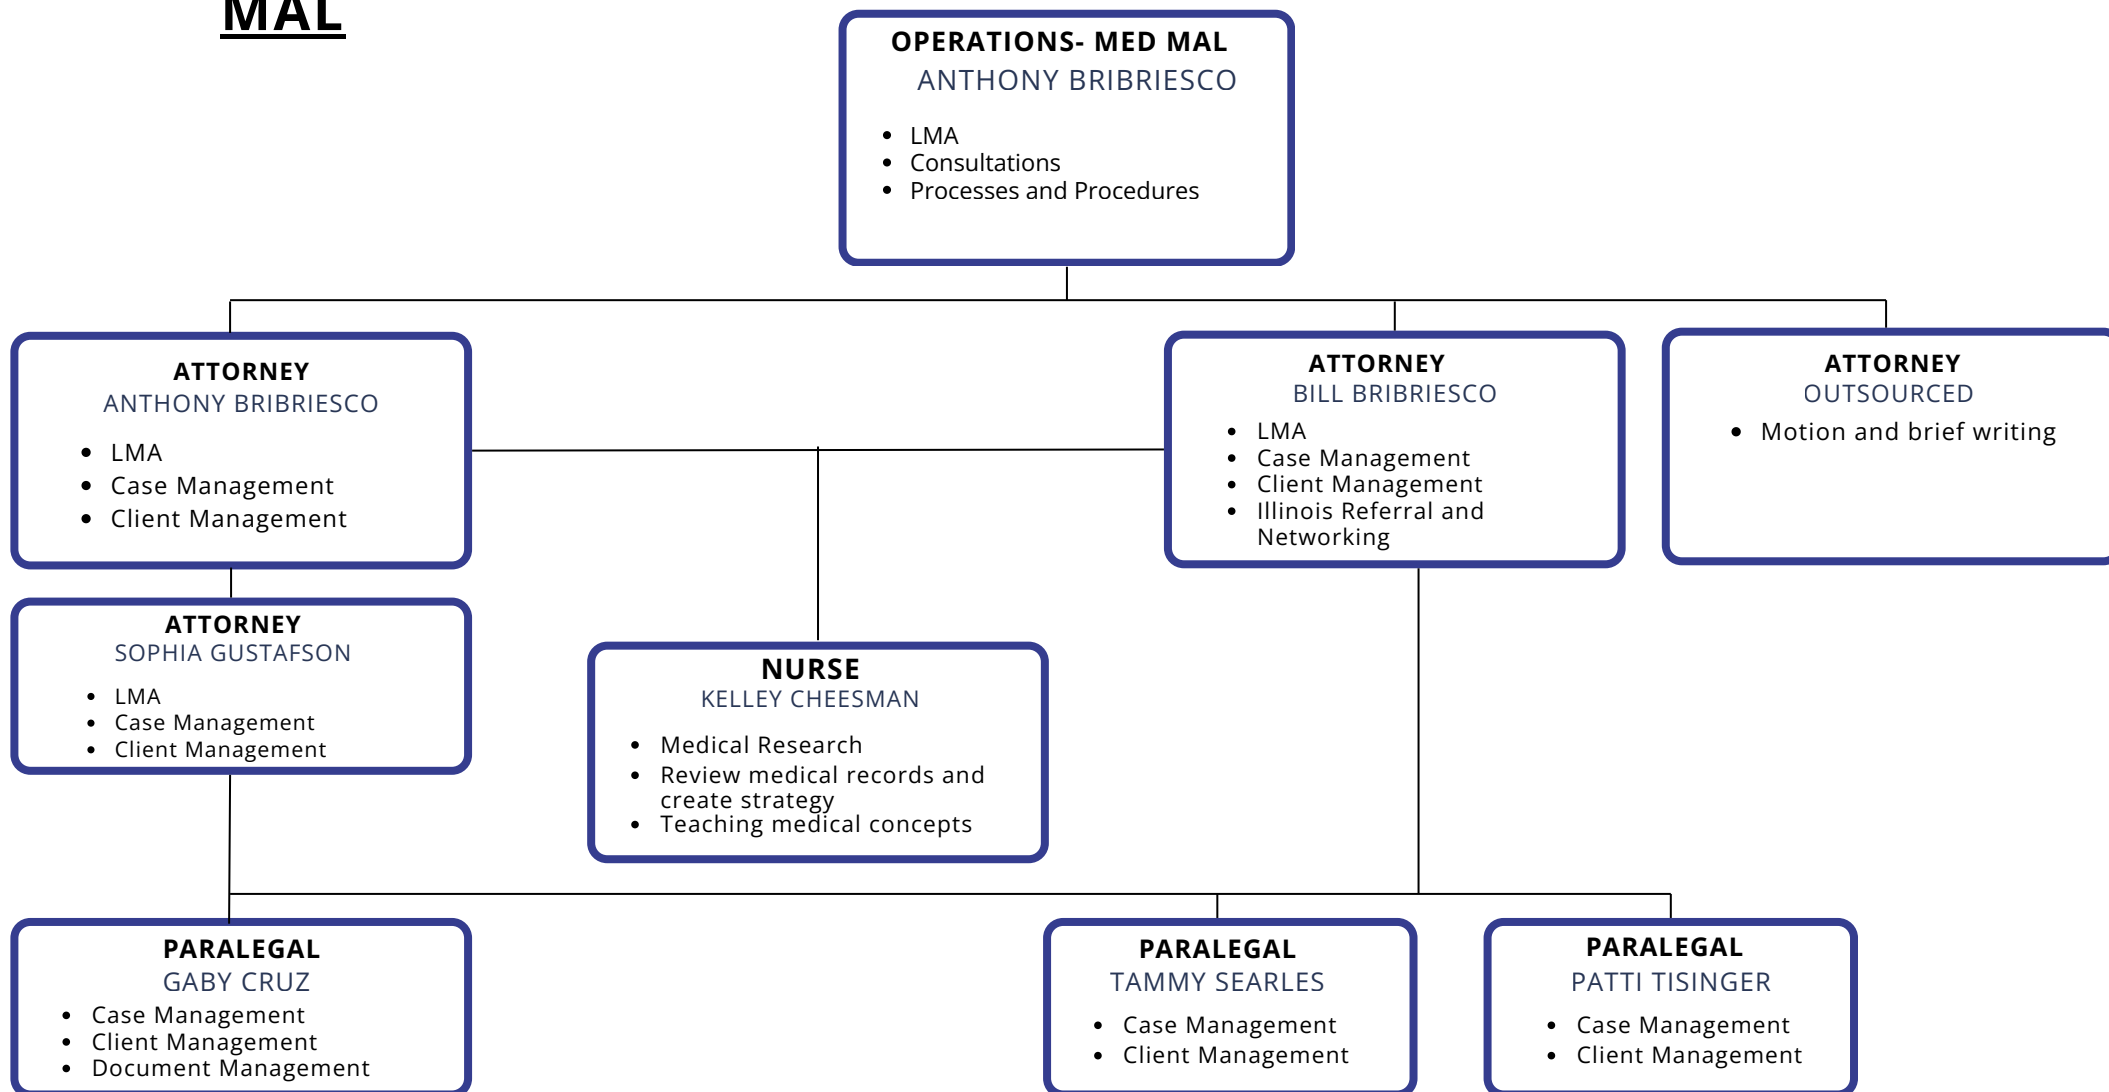 MAL
OPERATIONS- MED MAL
ANTHONY BRIBRIESCO
• LMA
• Consultations
• Processes and Procedures
ATTORNEY
ANTHONY BRIBRIESCO
• LMA
• Case Management
• Client Management
ATTORNEY
BILL BRIBRIESCO
• LMA
• Case Management
• Client Management
• Illinois Referral and
Networking
ATTORNEY
OUTSOURCED
• Motion and brief writing
ATTORNEY
SOPHIA GUSTAFSON
• LMA
• Case Management
• Client Management
NURSE
KELLEY CHEESMAN
• Medical Research
• Review medical records and
create strategy
• Teaching medical concepts
PARALEGAL
GABY CRUZ
• Case Management
• Client Management
• Document Management
PARALEGAL
TAMMY SEARLES
• Case Management
• Client Management
PARALEGAL
PATTI TISINGER
• Case Management
• Client Management